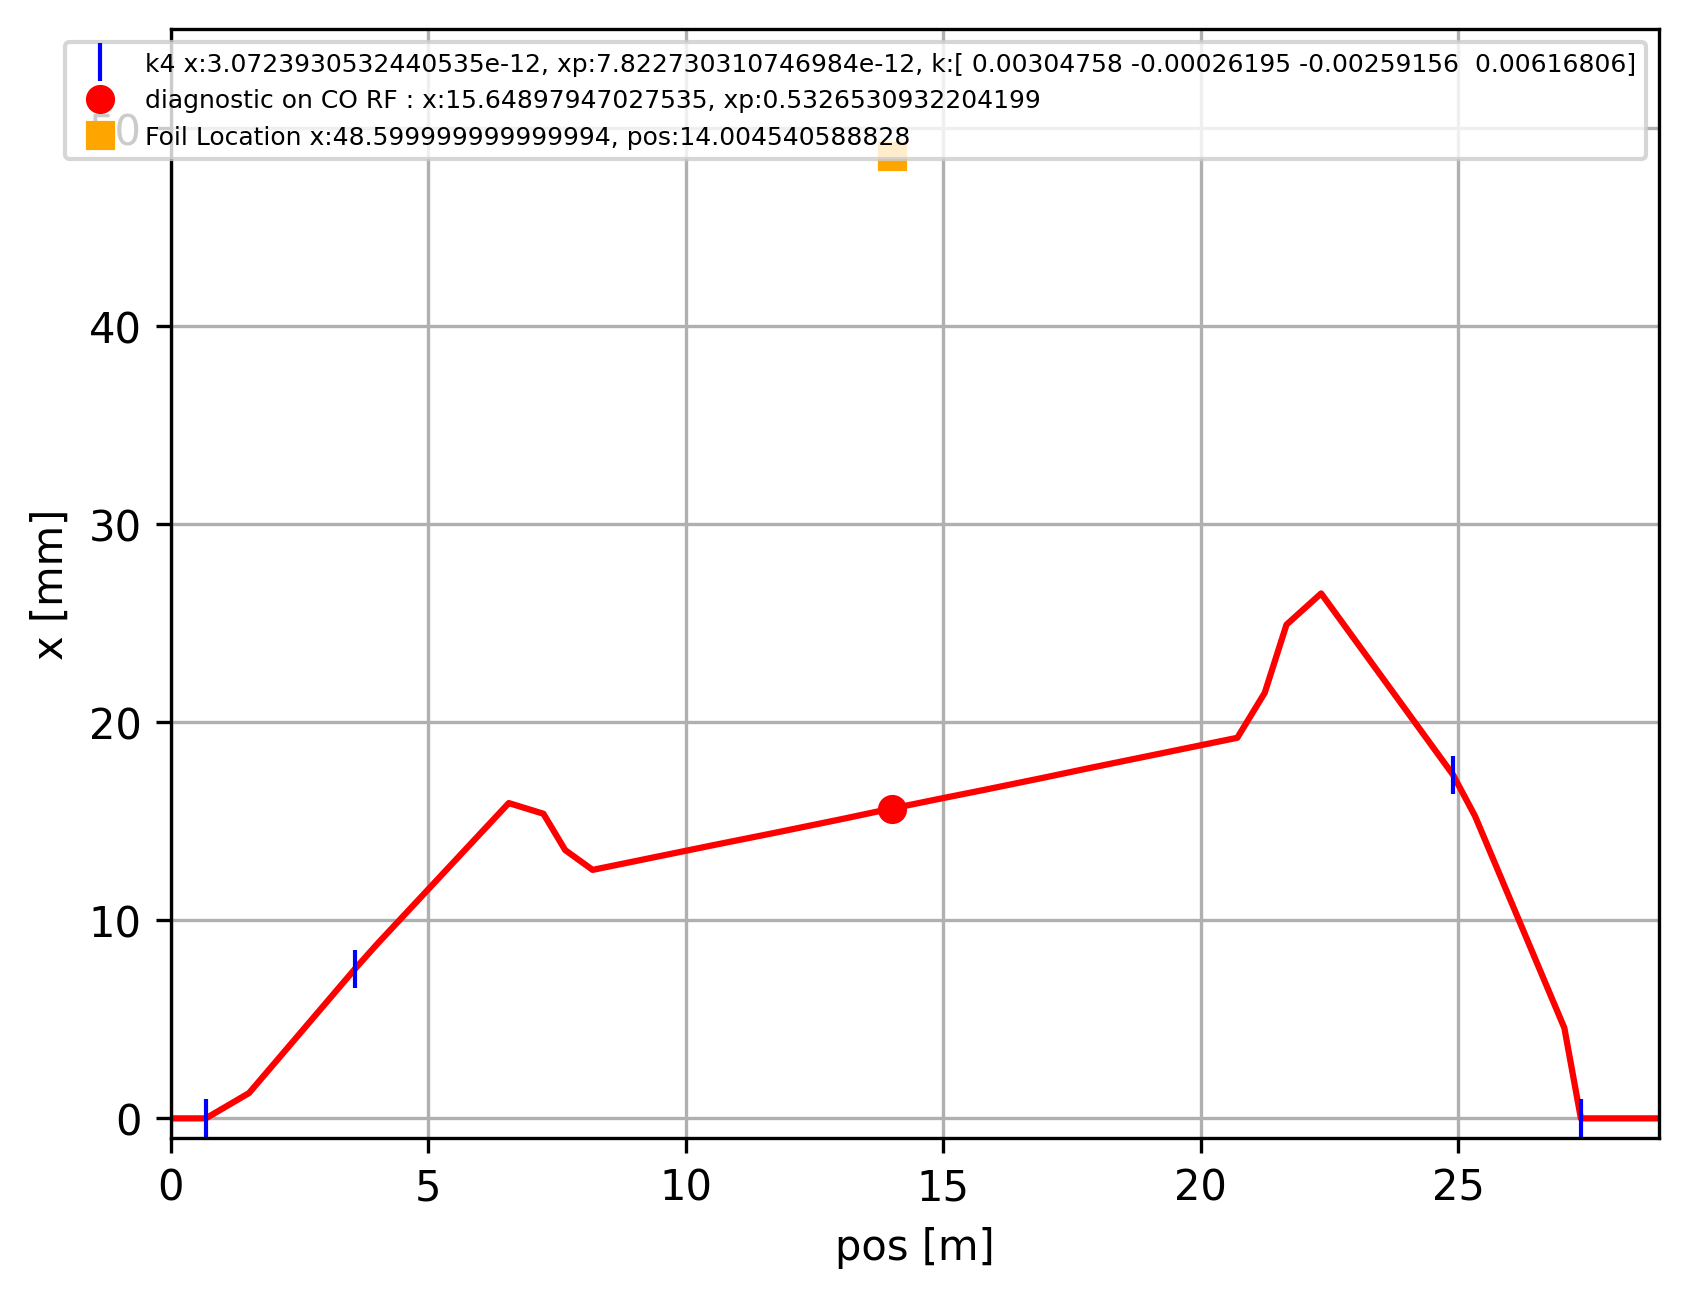 k4 x:3.0723930532440535e-12, xp:7.822730310746984e-12, k:[ 0.00304758 -0.00026195 -0.00259156  0.00616806]
diagnostic on CO RF : x:15.64897947027535, xp:0.5326530932204199
Foil Location x:48.599999999999994, pos:14.004540588828
50
40
30
20
10
0
x [mm]
0 5 10 15 20 25
pos [m]